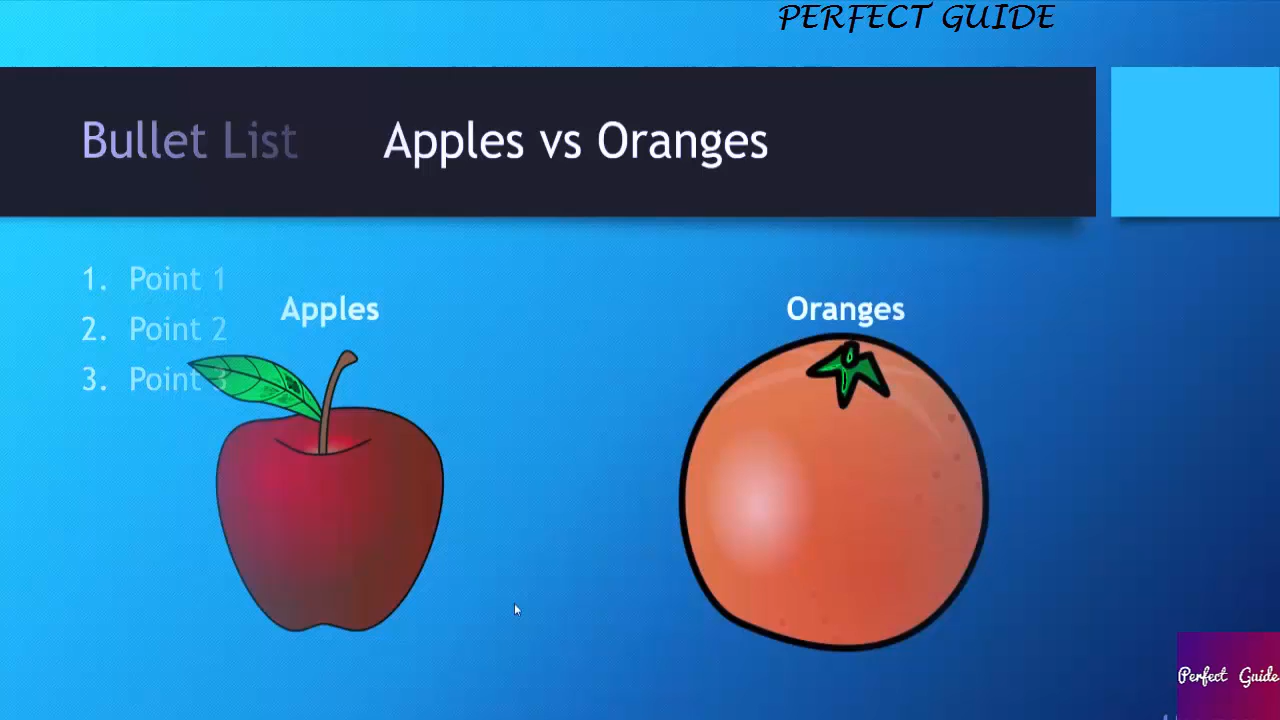 PERFECT GUIDE
Bullet List
Apples vs Oranges
1. Point 1
2. Point 2
3. Point 3
Apples
Oranges
Perfect Guide